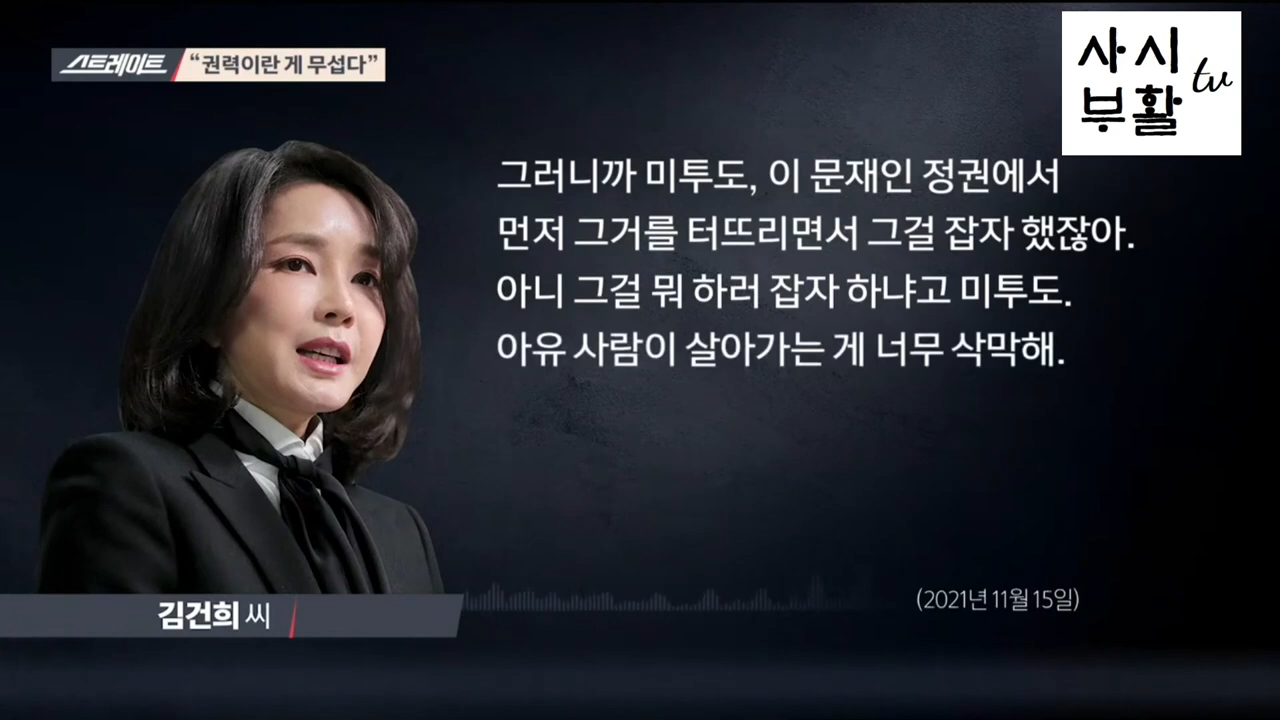 스트레이트 “권력이란 게 무섭다”
사시
부활 tv
그러니까 미투도, 이 문재인 정권에서
먼저 그거를 터뜨리면서 그걸 잡자 했잖아.
아니 그걸 뭐 하러 잡자 하냐고 미투도.
아유 사람이 살아가는 게 너무 삭막해.
김건희 씨
(2021년 11월 15일)